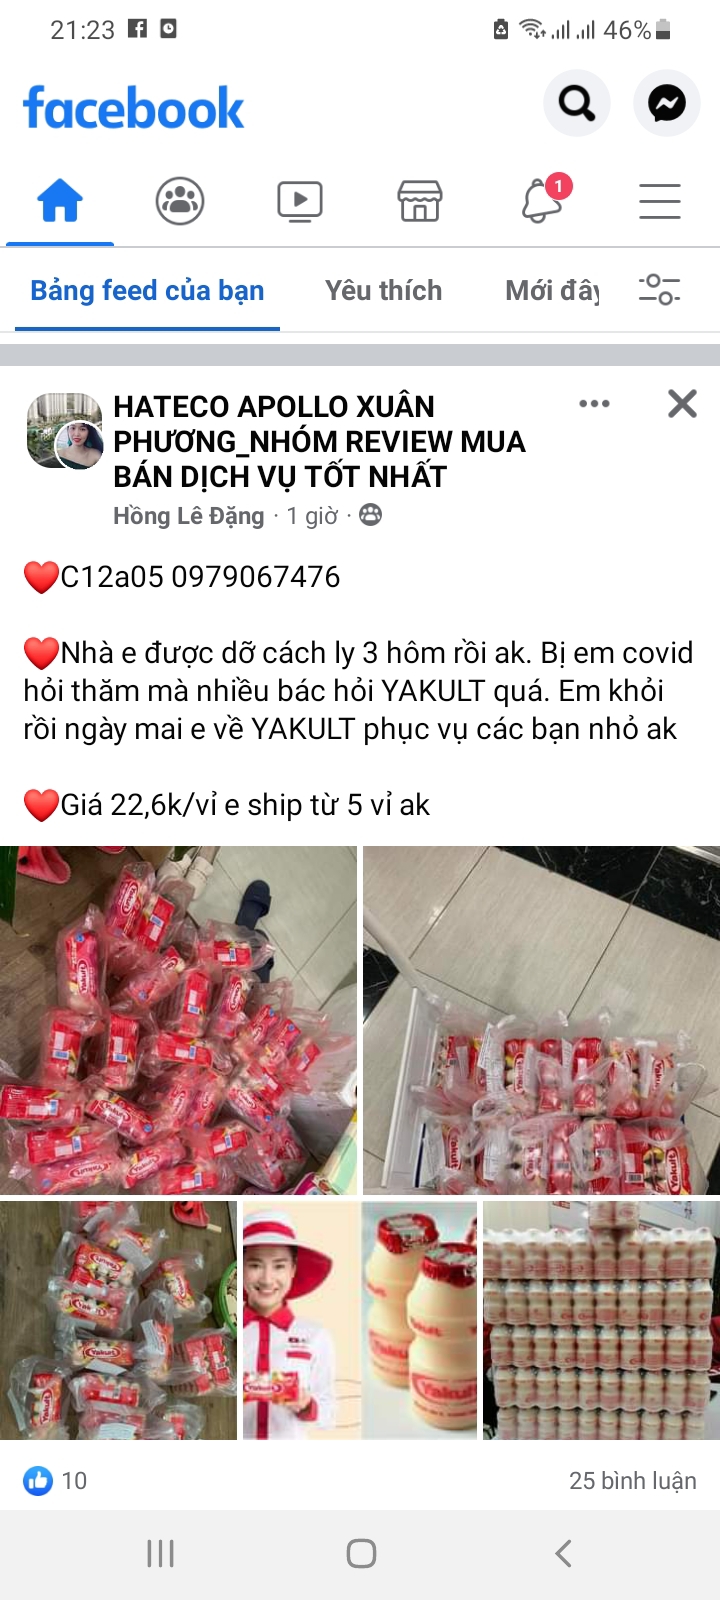 21:23 46%
facebook
1
Bảng feed của bạn Yêu thích Mới đây
HATECO APOLLO XUÂN
PHƯƠNG_NHÓM REVIEW MUA
BÁN DỊCH VỤ TỐT NHẤT
Hồng Lê Đặng · 1 giờ ·
❤️C12a05 0979067476
❤️Nhà e được dỡ cách ly 3 hôm rồi ak. Bị em covid
hỏi thăm mà nhiều bác hỏi YAKULT quá. Em khỏi
rồi ngày mai e về YAKULT phục vụ các bạn nhỏ ak
❤️Giá 22,6k/vỉ e ship từ 5 vỉ ak
Yakult
Yakult
Yakult
Yakult
10 25 bình luận